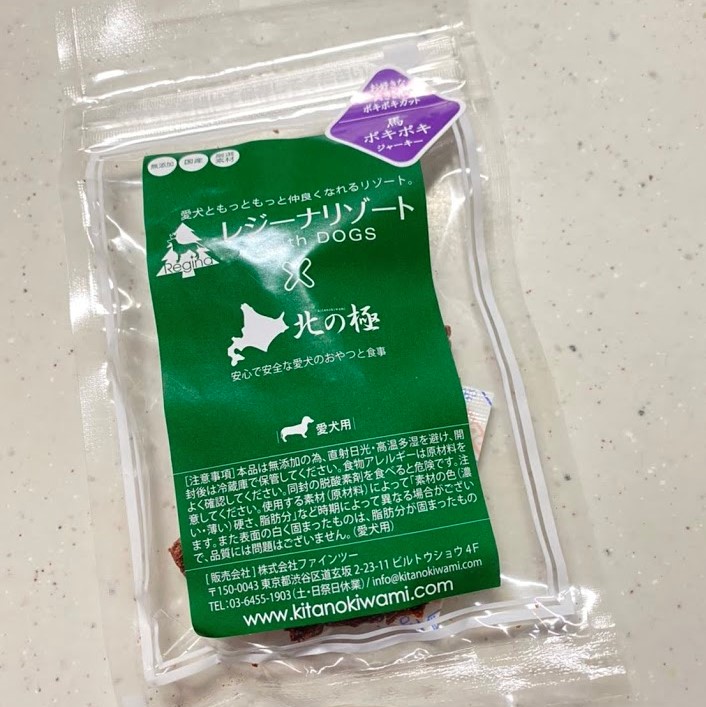 無添加
国産
厳選
素材
お好きな
ポキポキカット
馬
ポキポキ
ジャーキー
愛犬ともっともっと仲良くなれるリゾート。
レジーナリゾート
DOGS
Regina
×
北の極
安心で安全な愛犬のおやつと食事
愛犬用
[注意事項]本品は無添加の為、直射日光・高温多湿を避け、開
封後は冷蔵庫で保管してください。食物アレルギーは原材料を
よく確認してください。同封の脱酸素剤を食べると危険です。注
意してください。使用する素材(原材料)によって「素材の色(濃
い・薄い)硬さ、脂肪分」など時期によって異なる場合がござい
ます。また表面の白く固まったものは、脂肪分が固まったもの
で、品質には問題はございません。(愛犬用)
[販売会社]株式会社ファインツー
〒150-0043 東京都渋谷区道玄坂 2-23-11 ビルトウショウ 4F
TEL:03-6455-1903(土・日祭日休業) / info@kitanokiwami.com
www.kitanokiwami.com